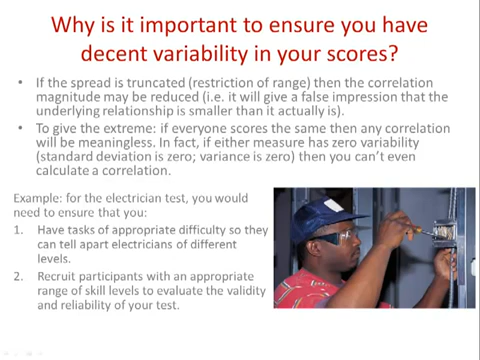 Why is it important to ensure you have
decent variability in your scores?
• If the spread is truncated (restriction of range) then the correlation
magnitude may be reduced (i.e. it will give a false impression that the
underlying relationship is smaller than it actually is).
• To give the extreme: if everyone scores the same then any correlation
will be meaningless. In fact, if either measure has zero variability
(standard deviation is zero; variance is zero) then you can't even
calculate a correlation.
Example: for the electrician test, you would
need to ensure that you:
1. Have tasks of appropriate difficulty so they
can tell apart electricians of different
levels.
2. Recruit participants with an appropriate
range of skill levels to evaluate the validity
and reliability of your test.